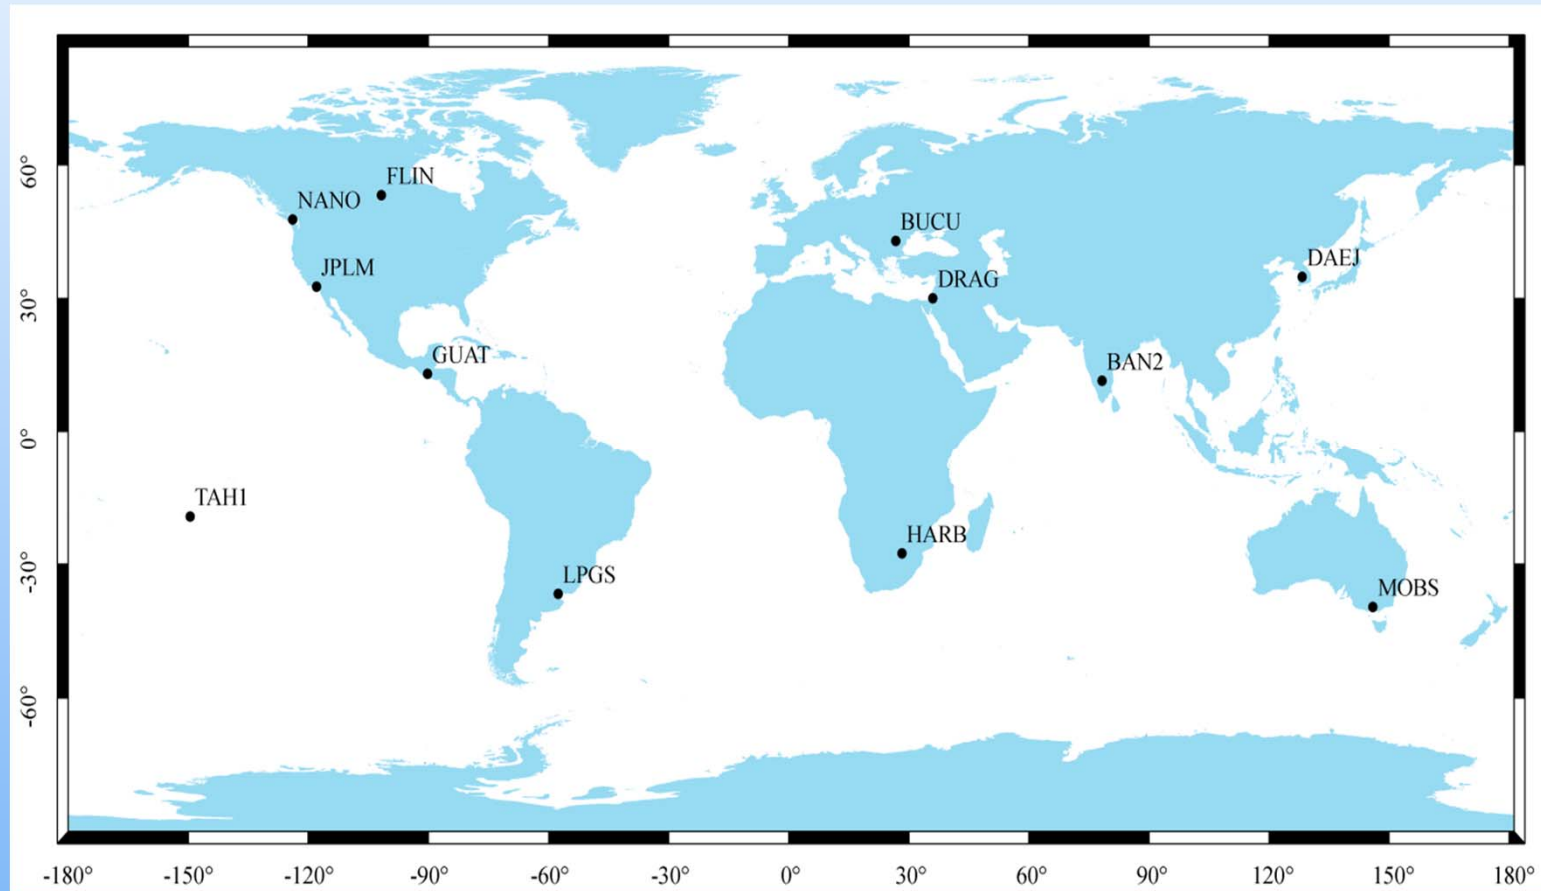 60°
FLIN
NANO
BUCU
DAEJ
JPLM
DRAG
30°
GUAT
BAN2
0°
TAH1
HARB
-30°
LPGS
MOBS
-60°
-180° -150° -120° -90° -60° -30° 0° 30° 60° 90° 120° 150° 180°